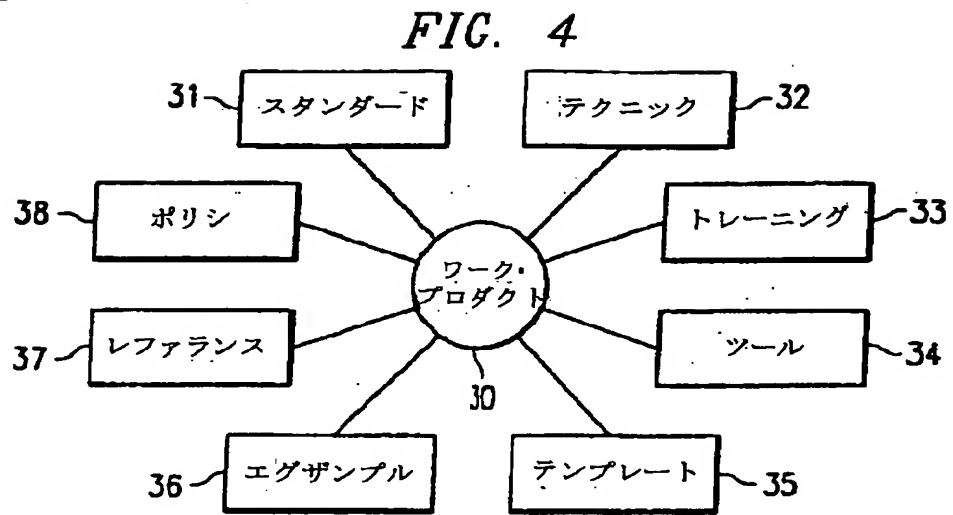 FIG. 4
31 スタンダード
テクニック 32
38 ポリシ
トレーニング 33
ワーク・
プロダクト
37 レファランス
ツール 34
30
36 エグザンプル
テンプレート 35